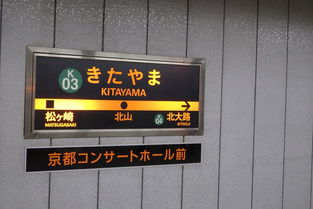 K
03
きたやま
KITAYAMA
松ヶ崎
MATSUGASAKI
北山
K
04
北大路
KITAOJI
京都コンサートホール前